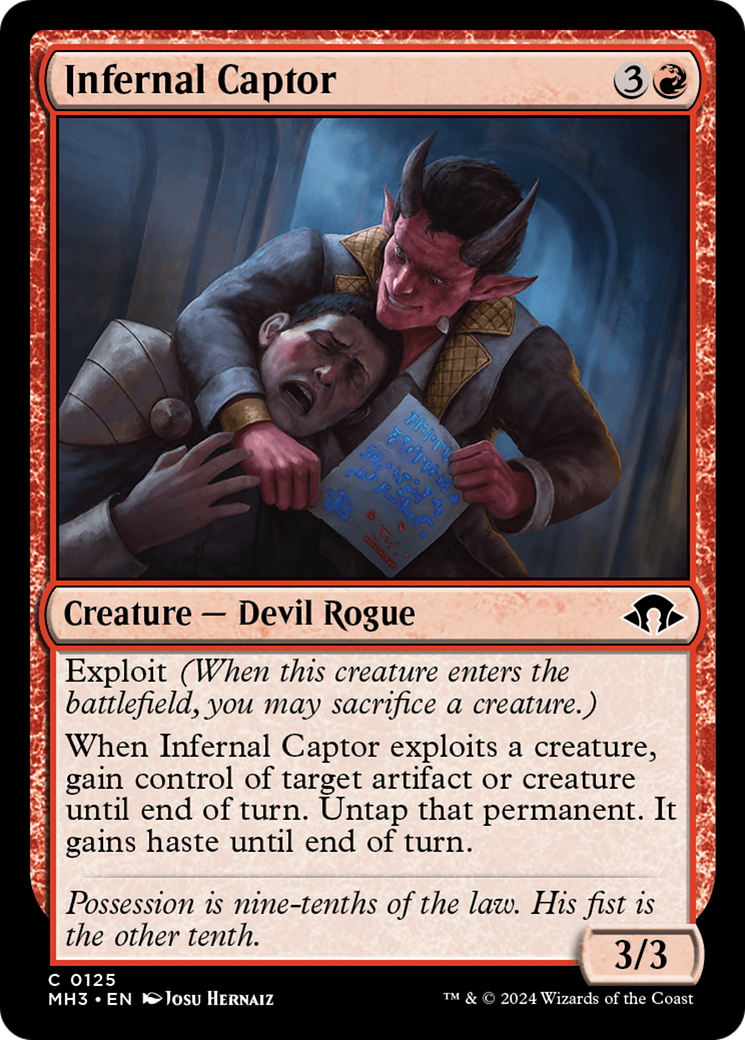 Infernal Captor 3
Creature — Devil Rogue
Exploit (When this creature enters the
battlefield, you may sacrifice a creature.)
When Infernal Captor exploits a creature,
gain control of target artifact or creature
until end of turn. Untap that permanent. It
gains haste until end of turn.
Possession is nine-tenths of the law. His fist is
the other tenth.
3/3
C 0125
MH3 • EN Josu Hernaiz ™ & © 2024 Wizards of the Coast